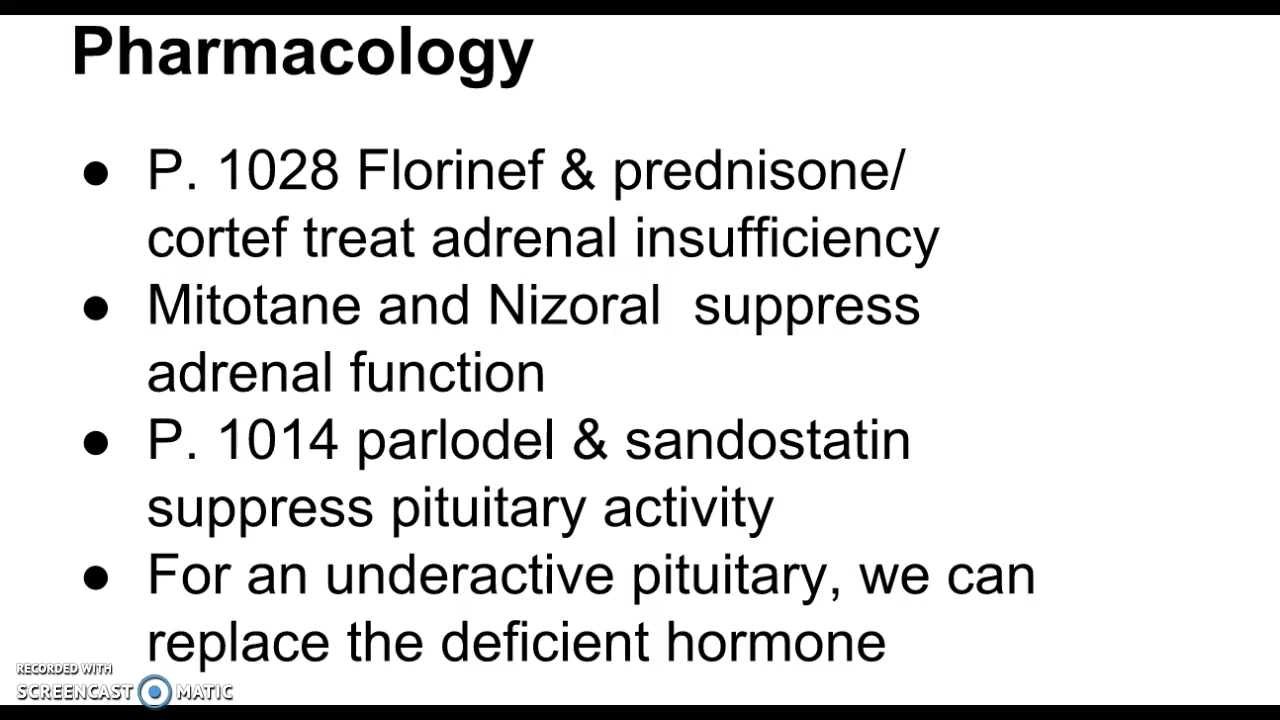 Pharmacology
● P. 1028 Florinef & prednisone/
cortef treat adrenal insufficiency
● Mitotane and Nizoral  suppress
adrenal function
● P. 1014 parlodel & sandostatin
suppress pituitary activity
● For an underactive pituitary, we can
replace the deficient hormone
RECORDED WITH
SCREENCAST MATIC